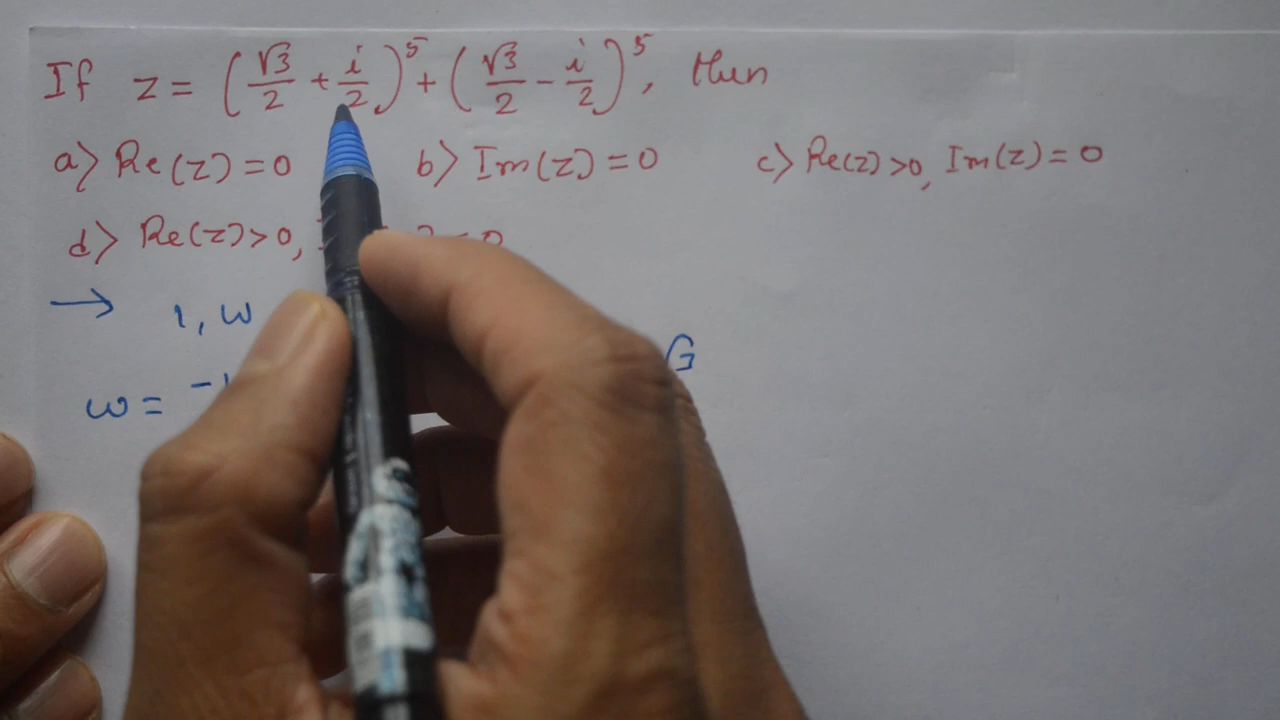 If z = (√3/2 + i/2)^5 + (√3/2 - i/2)^5, then
a) Re(z) = 0 b) Im(z) = 0 c) Re(z) > 0, Im(z) = 0
d) Re(z) > 0,
→ 1, ω
ω = -1